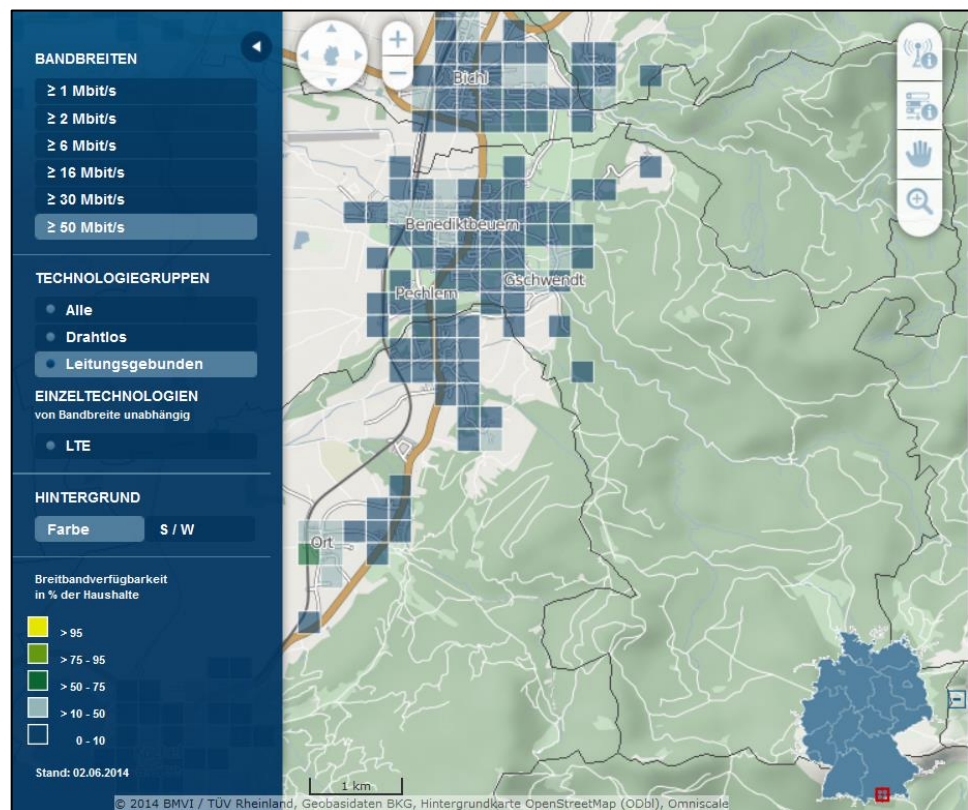 BANDBREITEN
≥ 1 Mbit/s
≥ 2 Mbit/s
≥ 6 Mbit/s
≥ 16 Mbit/s
≥ 30 Mbit/s
≥ 50 Mbit/s
TECHNOLOGIEGRUPPEN
Alle
Drahtlos
Leitungsgebunden
EINZELTECHNOLOGIEN
von Bandbreite unabhängig
LTE
HINTERGRUND
Farbe S / W
Breitbandverfügbarkeit
in % der Haushalte
> 95
> 75 - 95
> 50 - 75
> 10 - 50
0 - 10
Stand: 02.06.2014
+
−
Bichl
Benediktbeuern
Gschwendt
Pechlern
Ort
1 km
© 2014 BMVI / TÜV Rheinland, Geobasidaten BKG, Hintergrundkarte OpenStreetMap (ODbl), Omniscale